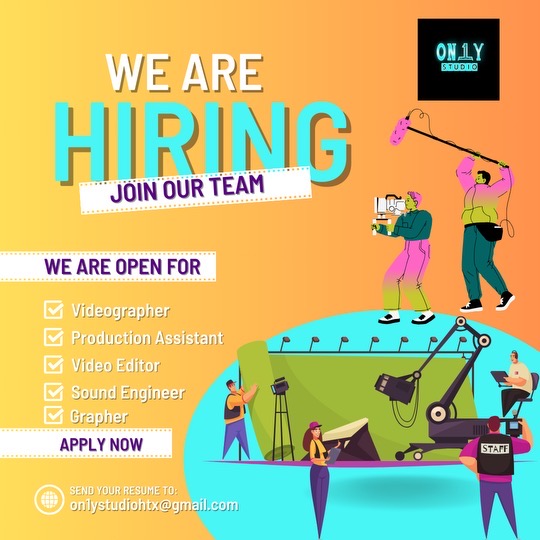 ON1Y
STUDIO
WE ARE
HIRING
JOIN OUR TEAM
WE ARE OPEN FOR
Videographer
Production Assistant
Video Editor
Sound Engineer
Grapher
APPLY NOW
SEND YOUR RESUME TO:
on1ystudiohtx@gmail.com
STAFF